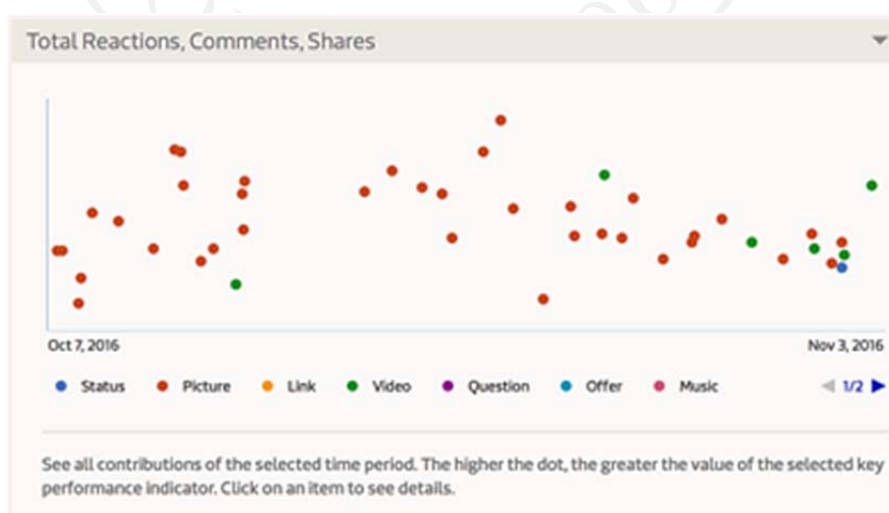 Total Reactions, Comments, Shares
Oct 7, 2016
Nov 3, 2016
Status Picture Link Video Question Offer Music 1/2
See all contributions of the selected time period. The higher the dot, the greater the value of the selected key
performance indicator. Click on an item to see details.